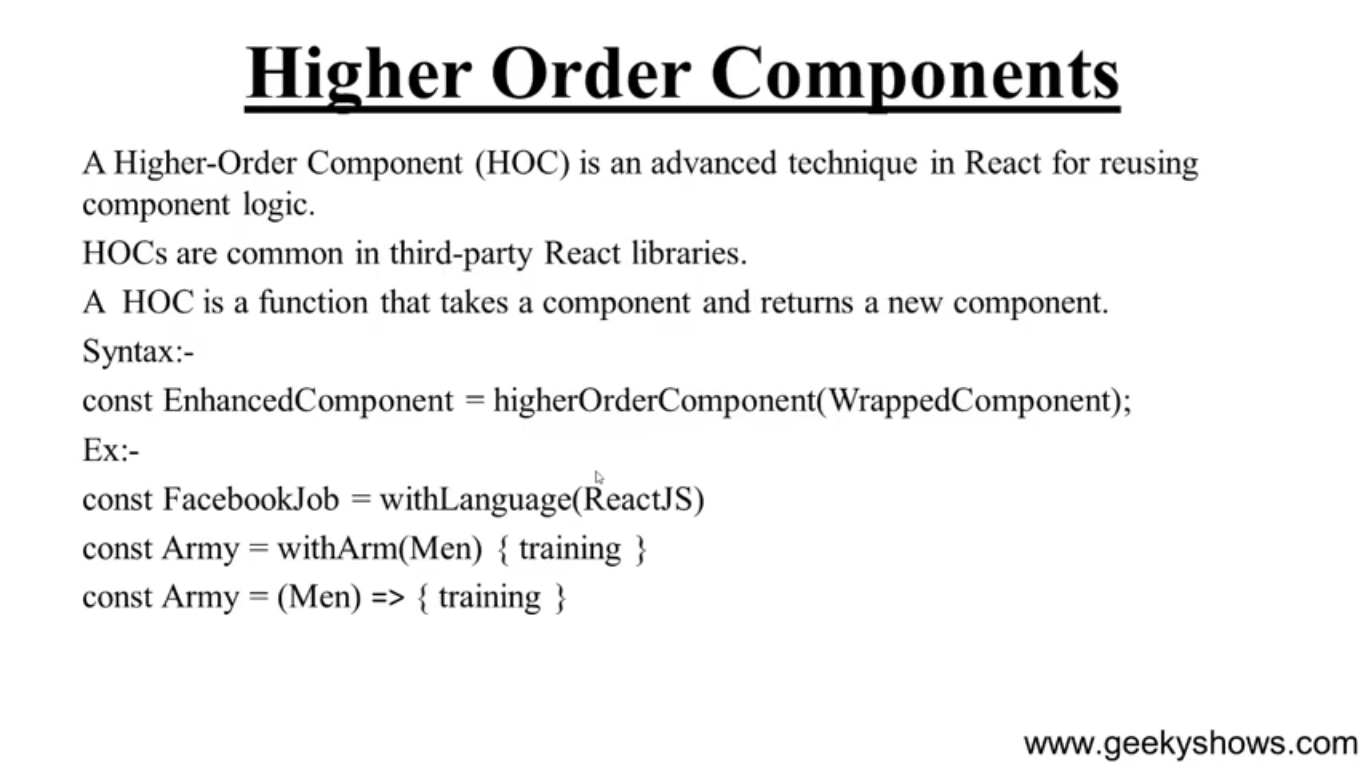 Higher Order Components
A Higher-Order Component (HOC) is an advanced technique in React for reusing
component logic.
HOCs are common in third-party React libraries.
A HOC is a function that takes a component and returns a new component.
Syntax:-
const EnhancedComponent = higherOrderComponent(WrappedComponent);
Ex:-
const FacebookJob = withLanguage(ReactJS)
const Army = withArm(Men) { training }
const Army = (Men) => { training }
www.geekyshows.com